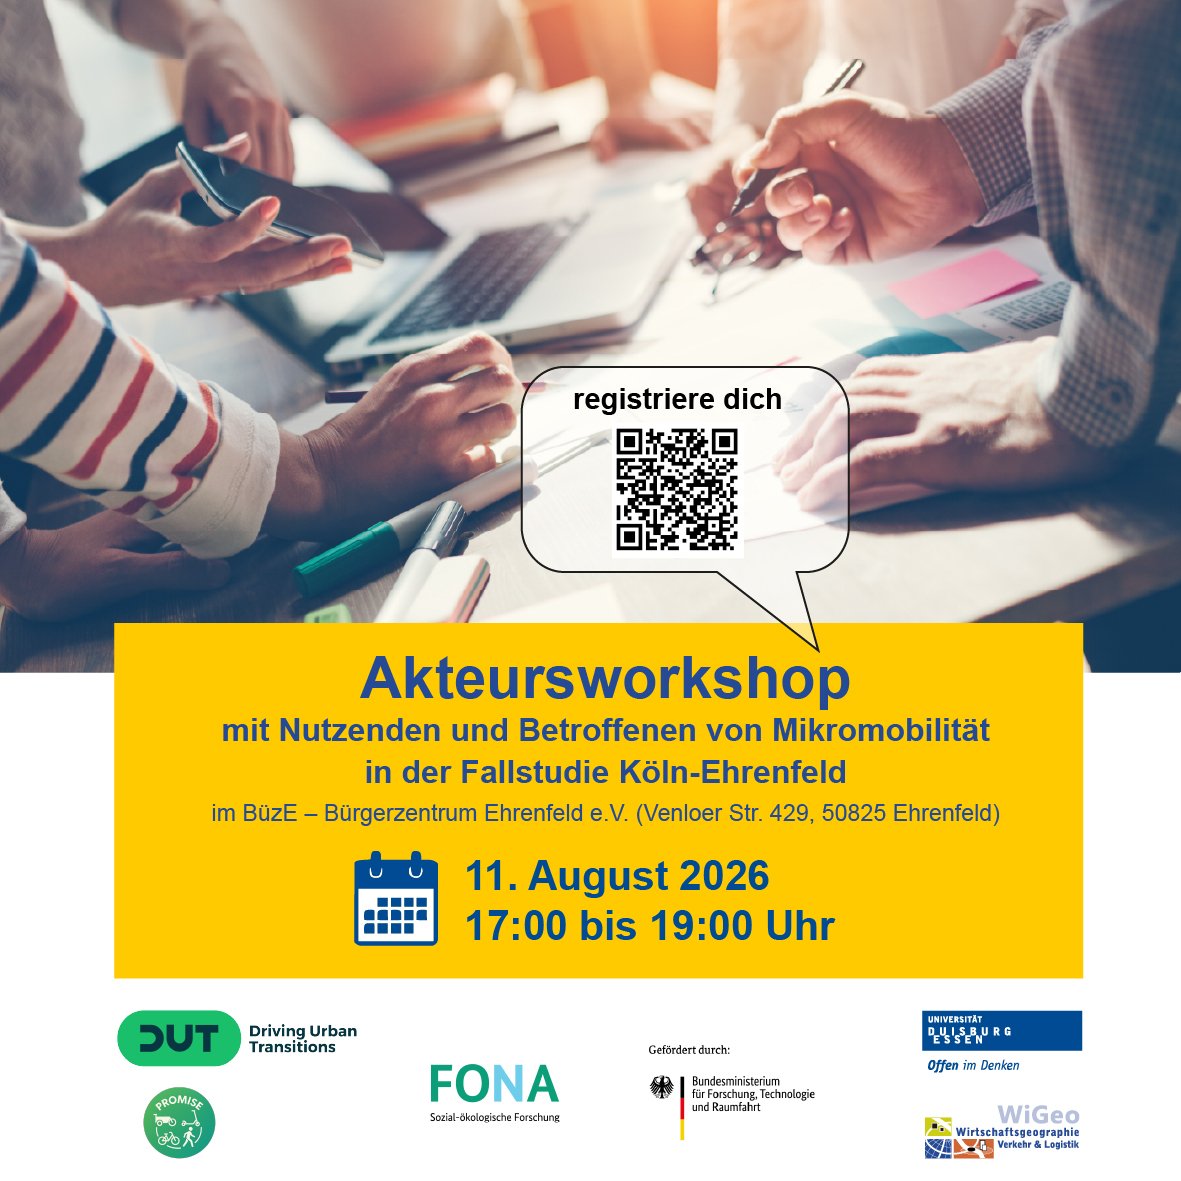 registriere dich
Akteursworkshop
mit Nutzenden und Betroffenen von Mikromobilität
in der Fallstudie Köln-Ehrenfeld
im BüzE – Bürgerzentrum Ehrenfeld e.V. (Venloer Str. 429, 50825 Ehrenfeld)
11. August 2026
17:00 bis 19:00 Uhr
DUT
Driving Urban
Transitions
PROMISE
FONA
Sozial-ökologische Forschung
Gefördert durch:
Bundesministerium
für Forschung, Technologie
und Raumfahrt
UNIVERSITÄT
DUISBURG
ESSEN
Offen im Denken
WiGeo
Wirtschaftsgeographie
Verkehr & Logistik